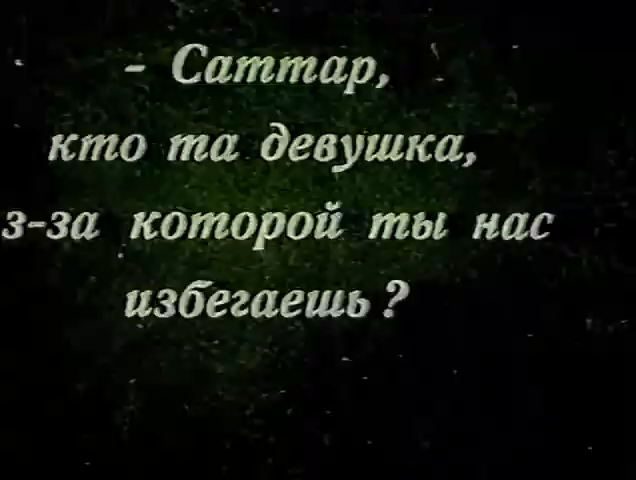 - Саттар,
кто та девушка,
з-за которой ты нас
избегаешь ?